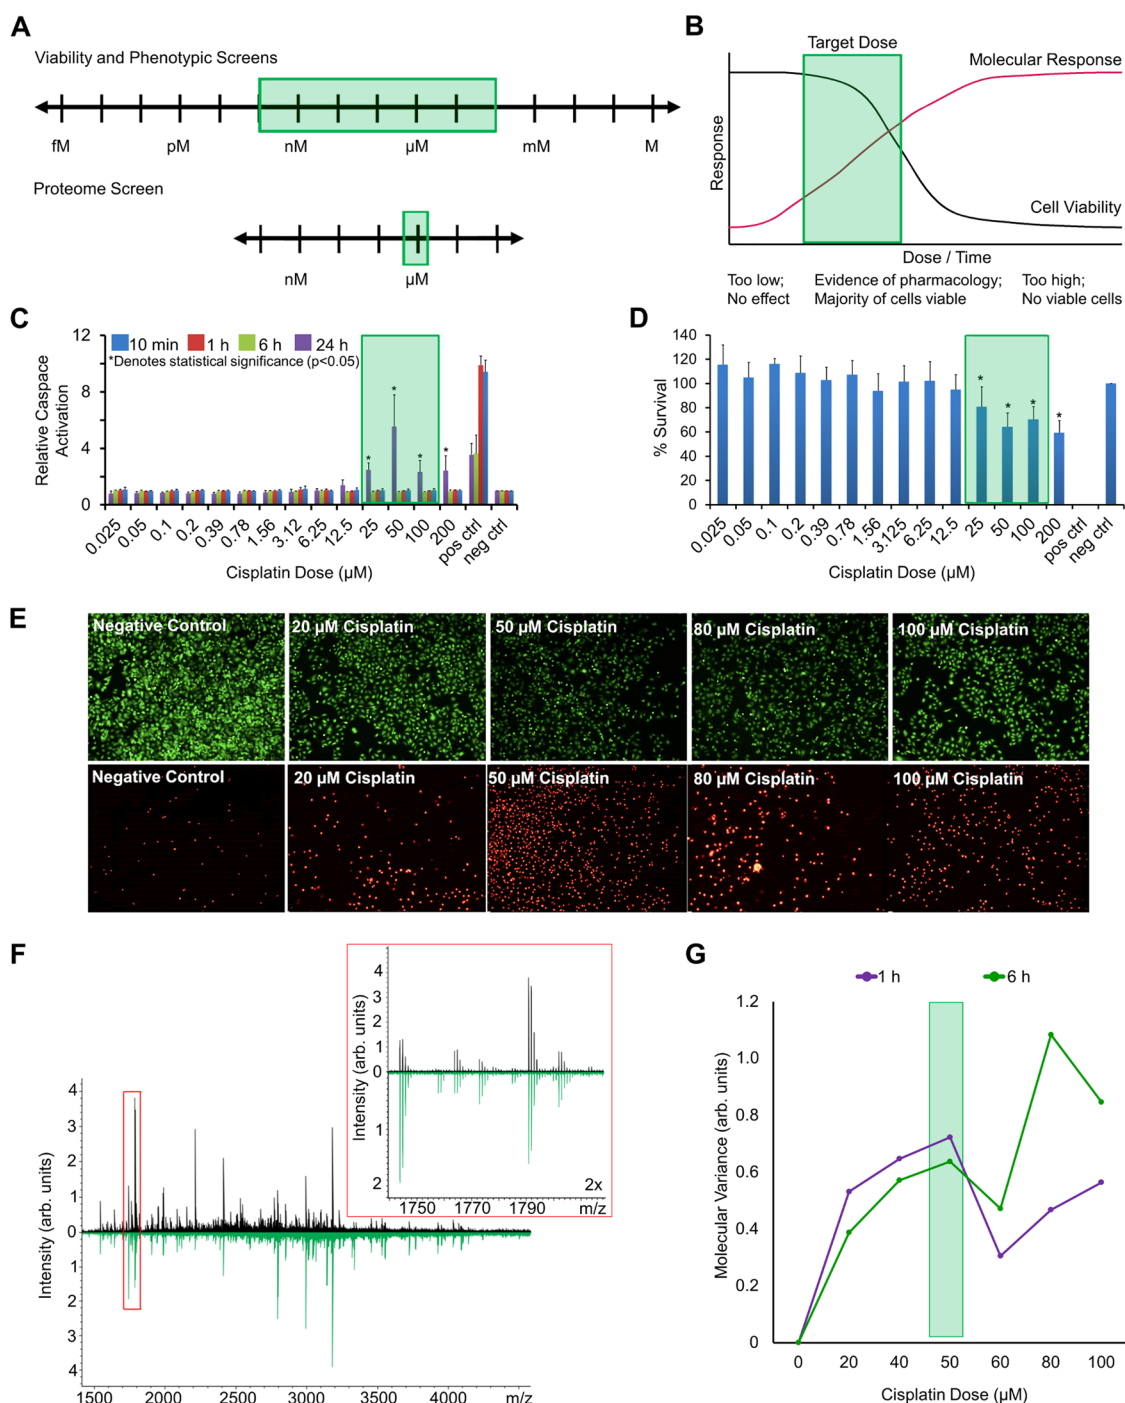 A
Viability and Phenotypic Screens
fM pM nM µM mM M
Proteome Screen
nM µM
B
Target Dose
Molecular Response
Response
Cell Viability
Dose / Time
Too low; Evidence of pharmacology; Too high;
No effect Majority of cells viable No viable cells
C
12
8
4
0
Relative Caspace
Activation
10 min 1 h 6 h 24 h
*Denotes statistical significance (p<0.05)
* * * *
0.025 0.05 0.1 0.2 0.39 0.78 1.56 3.12 6.25 12.5 25 50 100 200 pos ctrl neg ctrl
Cisplatin Dose (µM)
D
140
120
100
80
60
40
20
0
% Survival
* * * *
0.025 0.05 0.1 0.2 0.39 0.78 1.56 3.125 6.25 12.5 25 50 100 200 pos ctrl neg ctrl
Cisplatin Dose (µM)
E
Negative Control 20 µM Cisplatin 50 µM Cisplatin 80 µM Cisplatin 100 µM Cisplatin
Negative Control 20 µM Cisplatin 50 µM Cisplatin 80 µM Cisplatin 100 µM Cisplatin
F
Intensity (arb. units)
4
3
2
1
0
1
2
3
4
1500 2000 2500 3000 3500 4000 m/z
Intensity (arb. units)
4
3
2
1
0
1
2
2x
1750 1770 1790 m/z
G
1 h 6 h
Molecular Variance (arb. units)
1.2
1.0
0.8
0.6
0.4
0.2
0
0 20 40 50 60 80 100
Cisplatin Dose (µM)